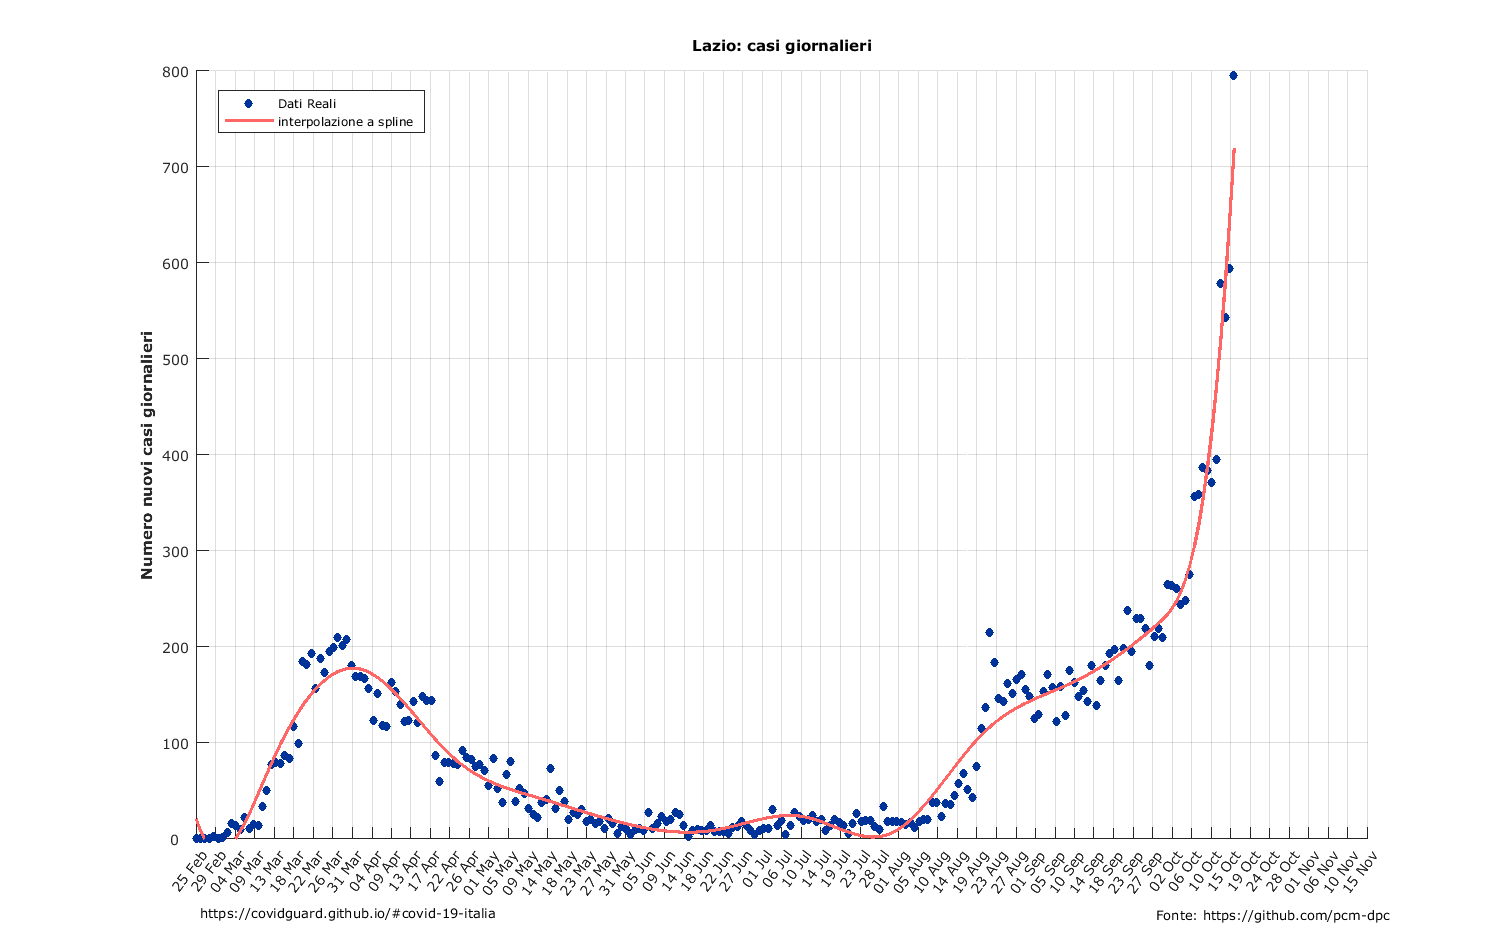 Lazio: casi giornalieri
Dati Reali
interpolazione a spline
Numero nuovi casi giornalieri
800
700
600
500
400
300
200
100
0
25 Feb
29 Feb
04 Mar
09 Mar
13 Mar
18 Mar
22 Mar
26 Mar
31 Mar
04 Apr
09 Apr
13 Apr
17 Apr
22 Apr
26 Apr
01 May
05 May
09 May
14 May
18 May
23 May
27 May
31 May
05 Jun
09 Jun
14 Jun
18 Jun
22 Jun
27 Jun
01 Jul
06 Jul
10 Jul
14 Jul
19 Jul
23 Jul
28 Jul
01 Aug
05 Aug
10 Aug
14 Aug
19 Aug
23 Aug
27 Aug
01 Sep
05 Sep
10 Sep
14 Sep
18 Sep
23 Sep
27 Sep
02 Oct
06 Oct
10 Oct
15 Oct
19 Oct
24 Oct
28 Oct
01 Nov
06 Nov
10 Nov
15 Nov
https://covidguard.github.io/#covid-19-italia
Fonte: https://github.com/pcm-dpc